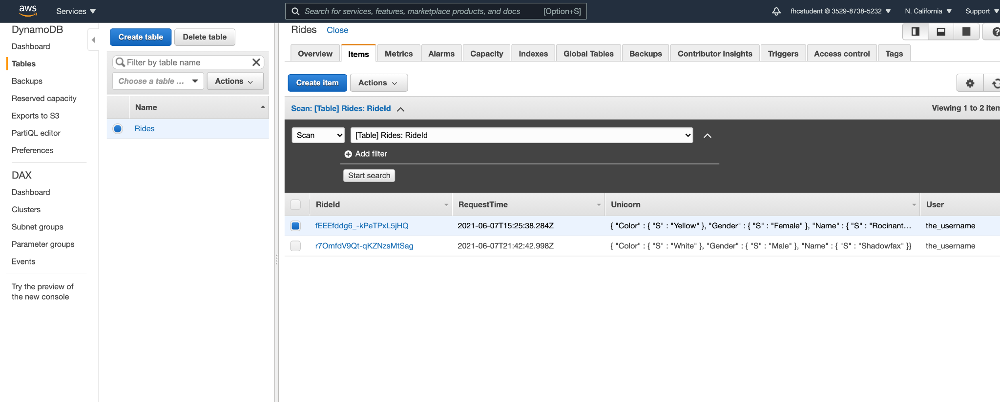 aws Services Search for services, features, marketplace products, and docs [Option+S] fhcstudent @ 3529-8738-5232 N. California Support
DynamoDB
Dashboard
Tables
Backups
Reserved capacity
Exports to S3
PartiQL editor
Preferences
DAX
Dashboard
Clusters
Subnet groups
Parameter groups
Events
Try the preview of
the new console
Create table Delete table
Filter by table name
Choose a table ... Actions
Name
Rides
Rides Close
Overview Items Metrics Alarms Capacity Indexes Global Tables Backups Contributor Insights Triggers Access control Tags
Create item Actions
Scan: [Table] Rides: RideId Viewing 1 to 2 item
Scan [Table] Rides: RideId
Add filter
Start search
RideId RequestTime Unicorn User
fEEEfddg6_-kPeTPxL5jHQ 2021-06-07T15:25:38.284Z { "Color" : { "S" : "Yellow" }, "Gender" : { "S" : "Female" }, "Name" : { "S" : "Rocinant... the_username
r7OmfdV9Qt-qKZNzsMtSag 2021-06-07T21:42:42.998Z { "Color" : { "S" : "White" }, "Gender" : { "S" : "Male" }, "Name" : { "S" : "Shadowfax" }} the_username